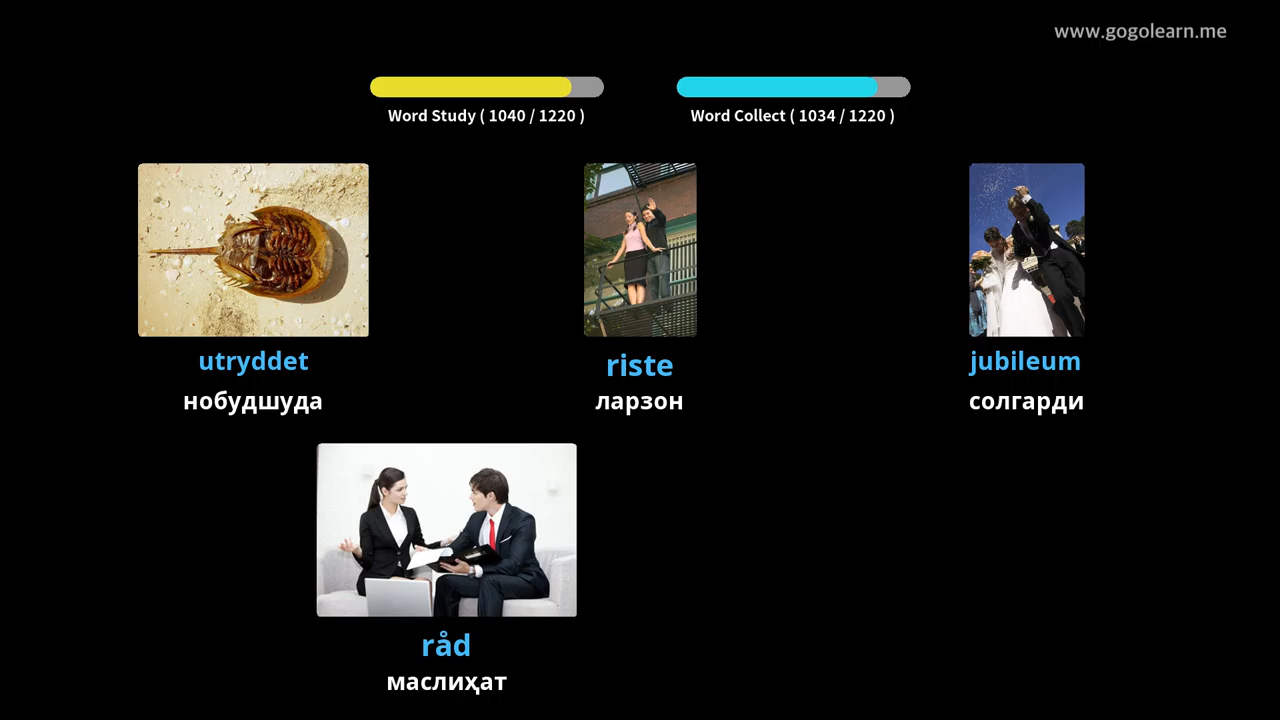 www.gogolearn.me
Word Study ( 1040 / 1220 )
Word Collect ( 1034 / 1220 )
utryddet
riste
jubileum
нобудшуда
ларзон
солгарди
råd
маслиҳат